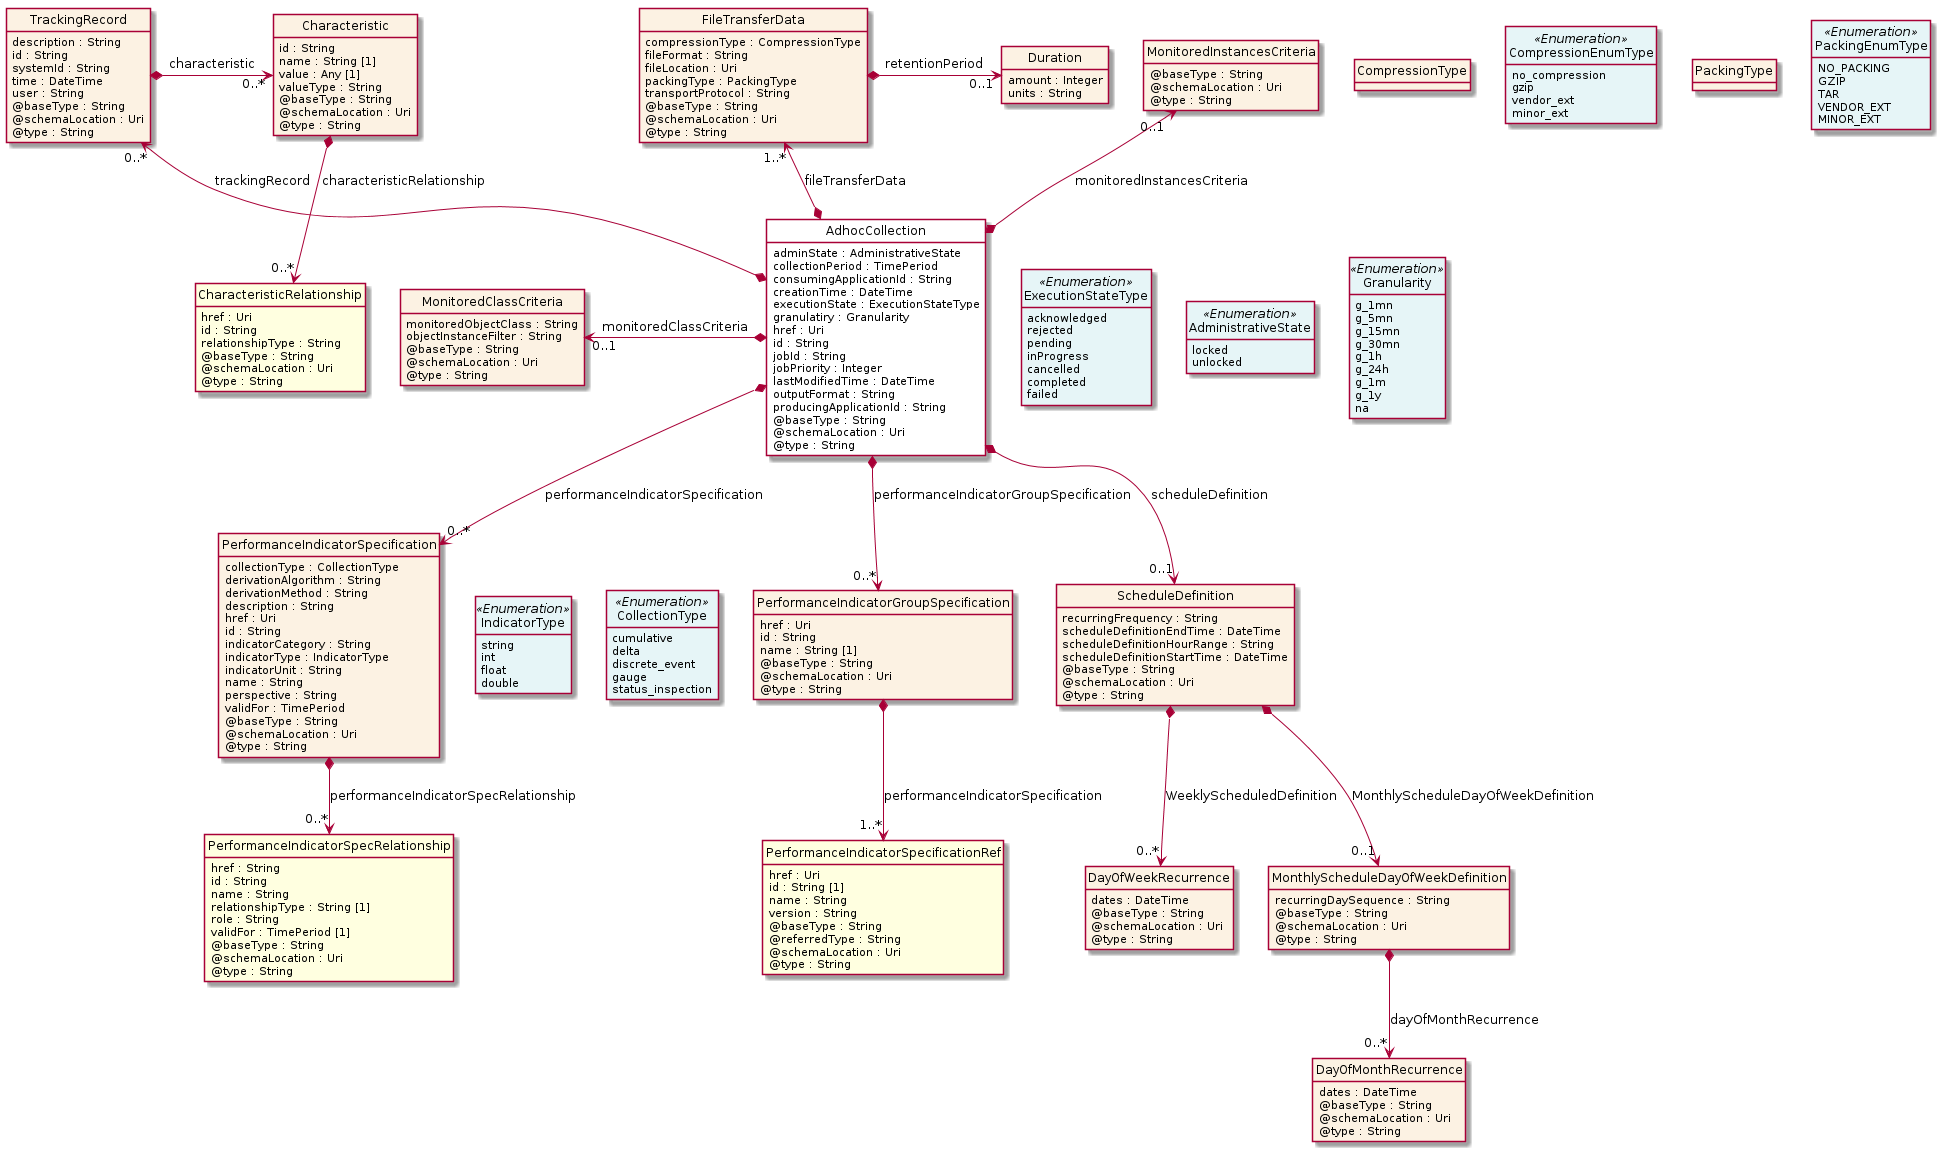 TrackingRecord
description : String
id : String
systemId : String
time : DateTime
user : String
@baseType : String
@schemaLocation : Uri
@type : String
characteristic
0..*
Characteristic
id : String
name : String [1]
value : Any [1]
valueType : String
@baseType : String
@schemaLocation : Uri
@type : String
FileTransferData
compressionType : CompressionType
fileFormat : String
fileLocation : Uri
packingType : PackingType
transportProtocol : String
@baseType : String
@schemaLocation : Uri
@type : String
retentionPeriod
0..1
Duration
amount : Integer
units : String
MonitoredInstancesCriteria
@baseType : String
@schemaLocation : Uri
@type : String
CompressionType
«Enumeration»
CompressionEnumType
no_compression
gzip
vendor_ext
minor_ext
PackingType
«Enumeration»
PackingEnumType
NO_PACKING
GZIP
TAR
VENDOR_EXT
MINOR_EXT
0..*
trackingRecord
characteristicRelationship
0..*
1..*
fileTransferData
0..1
monitoredInstancesCriteria
CharacteristicRelationship
href : Uri
id : String
relationshipType : String
@baseType : String
@schemaLocation : Uri
@type : String
MonitoredClassCriteria
monitoredObjectClass : String
objectInstanceFilter : String
@baseType : String
@schemaLocation : Uri
@type : String
monitoredClassCriteria
0..1
AdhocCollection
adminState : AdministrativeState
collectionPeriod : TimePeriod
consumingApplicationId : String
creationTime : DateTime
executionState : ExecutionStateType
granulatiry : Granularity
href : Uri
id : String
jobId : String
jobPriority : Integer
lastModifiedTime : DateTime
outputFormat : String
producingApplicationId : String
@baseType : String
@schemaLocation : Uri
@type : String
«Enumeration»
ExecutionStateType
acknowledged
rejected
pending
inProgress
cancelled
completed
failed
«Enumeration»
AdministrativeState
locked
unlocked
«Enumeration»
Granularity
g_1mn
g_5mn
g_15mn
g_30mn
g_1h
g_24h
g_1m
g_1y
na
performanceIndicatorSpecification
0..*
performanceIndicatorGroupSpecification
0..*
scheduleDefinition
0..1
PerformanceIndicatorSpecification
collectionType : CollectionType
derivationAlgorithm : String
derivationMethod : String
description : String
href : Uri
id : String
indicatorCategory : String
indicatorType : IndicatorType
indicatorUnit : String
name : String
perspective : String
validFor : TimePeriod
@baseType : String
@schemaLocation : Uri
@type : String
«Enumeration»
IndicatorType
string
int
float
double
«Enumeration»
CollectionType
cumulative
delta
discrete_event
gauge
status_inspection
PerformanceIndicatorGroupSpecification
href : Uri
id : String
name : String [1]
@baseType : String
@schemaLocation : Uri
@type : String
ScheduleDefinition
recurringFrequency : String
scheduleDefinitionEndTime : DateTime
scheduleDefinitionHourRange : String
scheduleDefinitionStartTime : DateTime
@baseType : String
@schemaLocation : Uri
@type : String
performanceIndicatorSpecRelationship
0..*
performanceIndicatorSpecification
1..*
WeeklyScheduledDefinition
0..*
MonthlyScheduleDayOfWeekDefinition
0..1
PerformanceIndicatorSpecRelationship
href : String
id : String
name : String
relationshipType : String [1]
role : String
validFor : TimePeriod [1]
@baseType : String
@schemaLocation : Uri
@type : String
PerformanceIndicatorSpecificationRef
href : Uri
id : String [1]
name : String
version : String
@baseType : String
@referredType : String
@schemaLocation : Uri
@type : String
DayOfWeekRecurrence
dates : DateTime
@baseType : String
@schemaLocation : Uri
@type : String
MonthlyScheduleDayOfWeekDefinition
recurringDaySequence : String
@baseType : String
@schemaLocation : Uri
@type : String
dayOfMonthRecurrence
0..*
DayOfMonthRecurrence
dates : DateTime
@baseType : String
@schemaLocation : Uri
@type : String